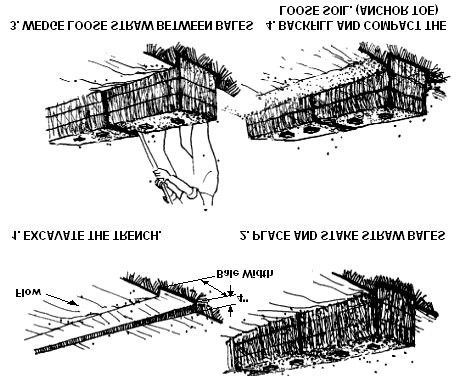 Flow
Bale Width
4"
1. EXCAVATE THE TRENCH.
2. PLACE AND STAKE STRAW BALES
3. WEDGE LOOSE STRAW BETWEEN BALES
4. BACKFILL AND COMPACT THE
LOOSE SOIL. (ANCHOR TOE)